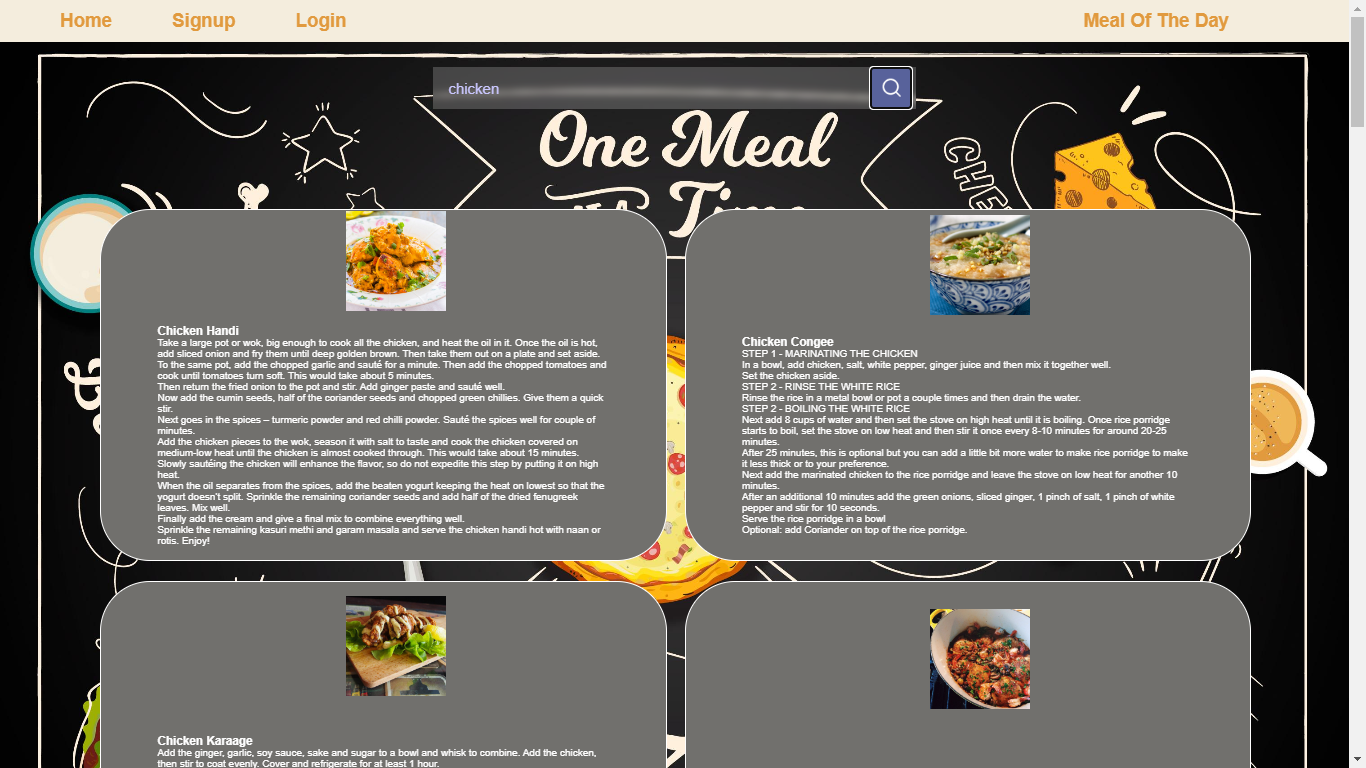 Home Signup Login Meal Of The Day
chicken
One Meal
Time
CHE
Chicken Handi
Take a large pot or wok, big enough to cook all the chicken, and heat the oil in it. Once the oil is hot,
add sliced onion and fry them until deep golden brown. Then take them out on a plate and set aside.
To the same pot, add the chopped garlic and sauté for a minute. Then add the chopped tomatoes and
cook until tomatoes turn soft. This would take about 5 minutes.
Then return the fried onion to the pot and stir. Add ginger paste and sauté well.
Now add the cumin seeds, half of the coriander seeds and chopped green chillies. Give them a quick
stir.
Next goes in the spices – turmeric powder and red chilli powder. Sauté the spices well for couple of
minutes.
Add the chicken pieces to the wok, season it with salt to taste and cook the chicken covered on
medium-low heat until the chicken is almost cooked through. This would take about 15 minutes.
Slowly sautéing the chicken will enhance the flavor, so do not expedite this step by putting it on high
heat.
When the oil separates from the spices, add the beaten yogurt keeping the heat on lowest so that the
yogurt doesn't split. Sprinkle the remaining coriander seeds and add half of the dried fenugreek
leaves. Mix well.
Finally add the cream and give a final mix to combine everything well.
Sprinkle the remaining kasuri methi and garam masala and serve the chicken handi hot with naan or
rotis. Enjoy!
Chicken Congee
STEP 1 - MARINATING THE CHICKEN
In a bowl, add chicken, salt, white pepper, ginger juice and then mix it together well.
Set the chicken aside.
STEP 2 - RINSE THE WHITE RICE
Rinse the rice in a metal bowl or pot a couple times and then drain the water.
STEP 2 - BOILING THE WHITE RICE
Next add 8 cups of water and then set the stove on high heat until it is boiling. Once rice porridge
starts to boil, set the stove on low heat and then stir it once every 8-10 minutes for around 20-25
minutes.
After 25 minutes, this is optional but you can add a little bit more water to make rice porridge to make
it less thick or to your preference.
Next add the marinated chicken to the rice porridge and leave the stove on low heat for another 10
minutes.
After an additional 10 minutes add the green onions, sliced ginger, 1 pinch of salt, 1 pinch of white
pepper and stir for 10 seconds.
Serve the rice porridge in a bowl
Optional: add Coriander on top of the rice porridge.
Chicken Karaage
Add the ginger, garlic, soy sauce, sake and sugar to a bowl and whisk to combine. Add the chicken,
then stir to coat evenly. Cover and refrigerate for at least 1 hour.